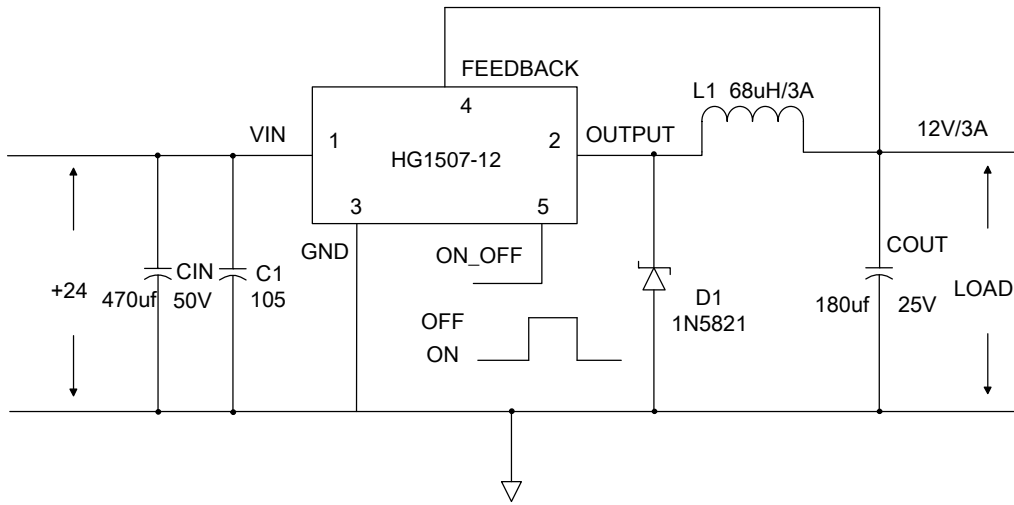 FEEDBACK
4
L1 68uH/3A
VIN
1
2
OUTPUT
12V/3A
HG1507-12
3
5
GND
ON_OFF
COUT
CIN
C1
+24
470uf 50V
105
D1
1N5821
180uf 25V
LOAD
OFF
ON